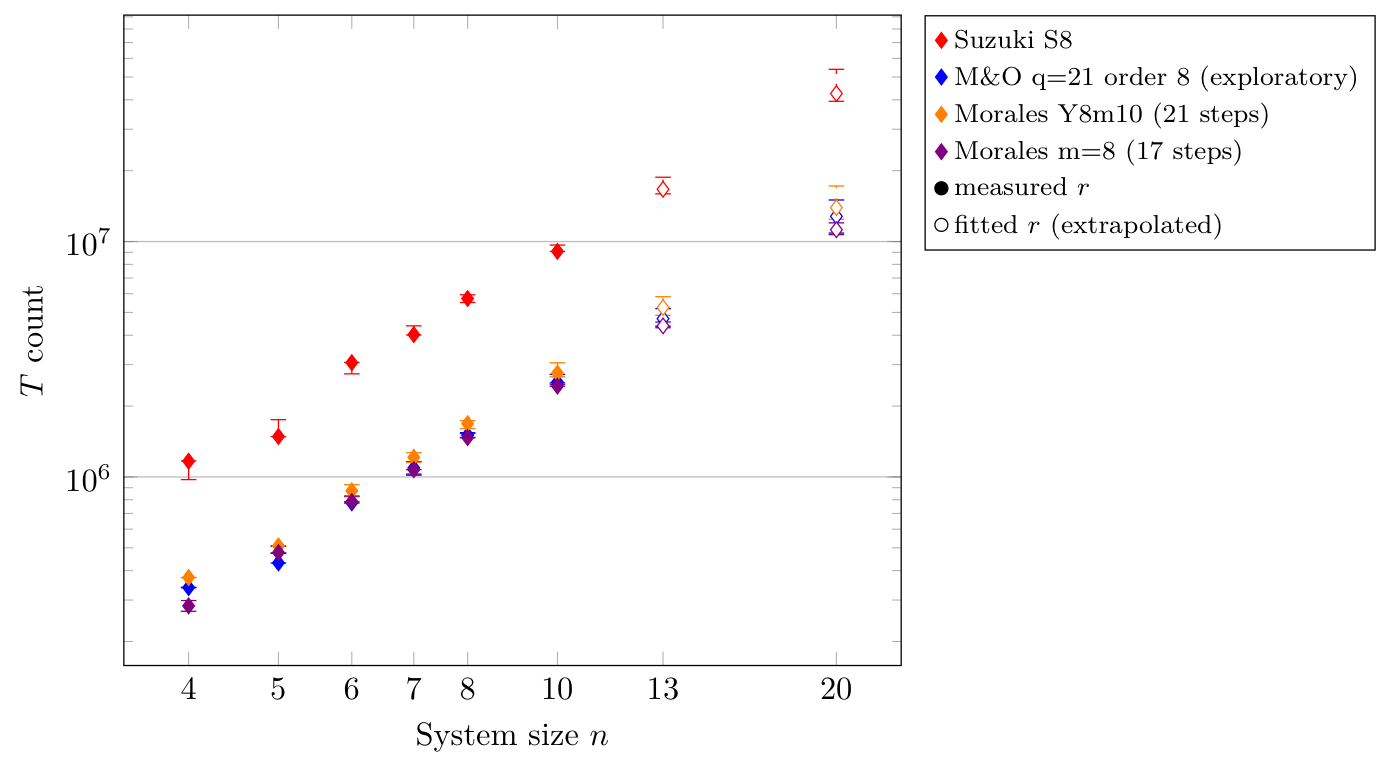 10^7
10^6
T count
4 5 6 7 8 10 13 20
System size n
Suzuki S8
M&O q=21 order 8 (exploratory)
Morales Y8m10 (21 steps)
Morales m=8 (17 steps)
measured r
fitted r (extrapolated)